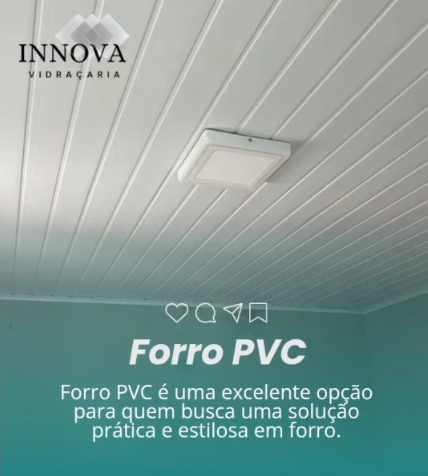 INNOVA
VIDRAÇARIA
Forro PVC
Forro PVC é uma excelente opção
para quem busca uma solução
prática e estilosa em forro.